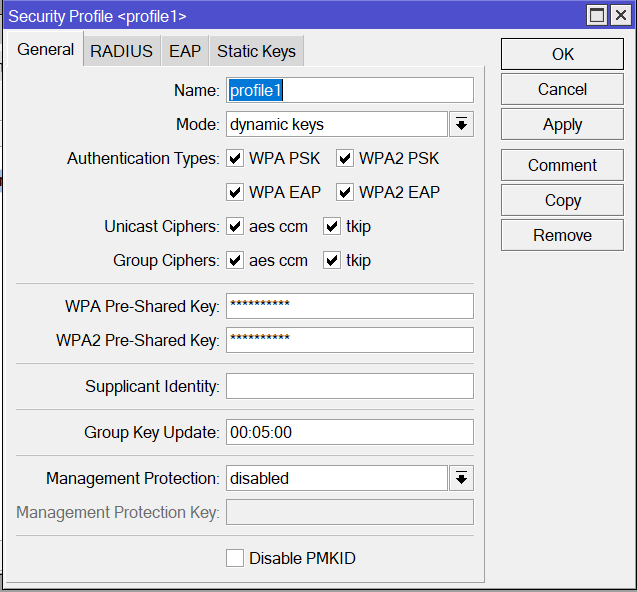 Security Profile <profile1>
General RADIUS EAP Static Keys
OK
Cancel
Apply
Comment
Copy
Remove
Name: profile1
Mode: dynamic keys
Authentication Types: WPA PSK WPA2 PSK
WPA EAP WPA2 EAP
Unicast Ciphers: aes ccm tkip
Group Ciphers: aes ccm tkip
WPA Pre-Shared Key: **********
WPA2 Pre-Shared Key: **********
Supplicant Identity:
Group Key Update: 00:05:00
Management Protection: disabled
Management Protection Key:
Disable PMKID